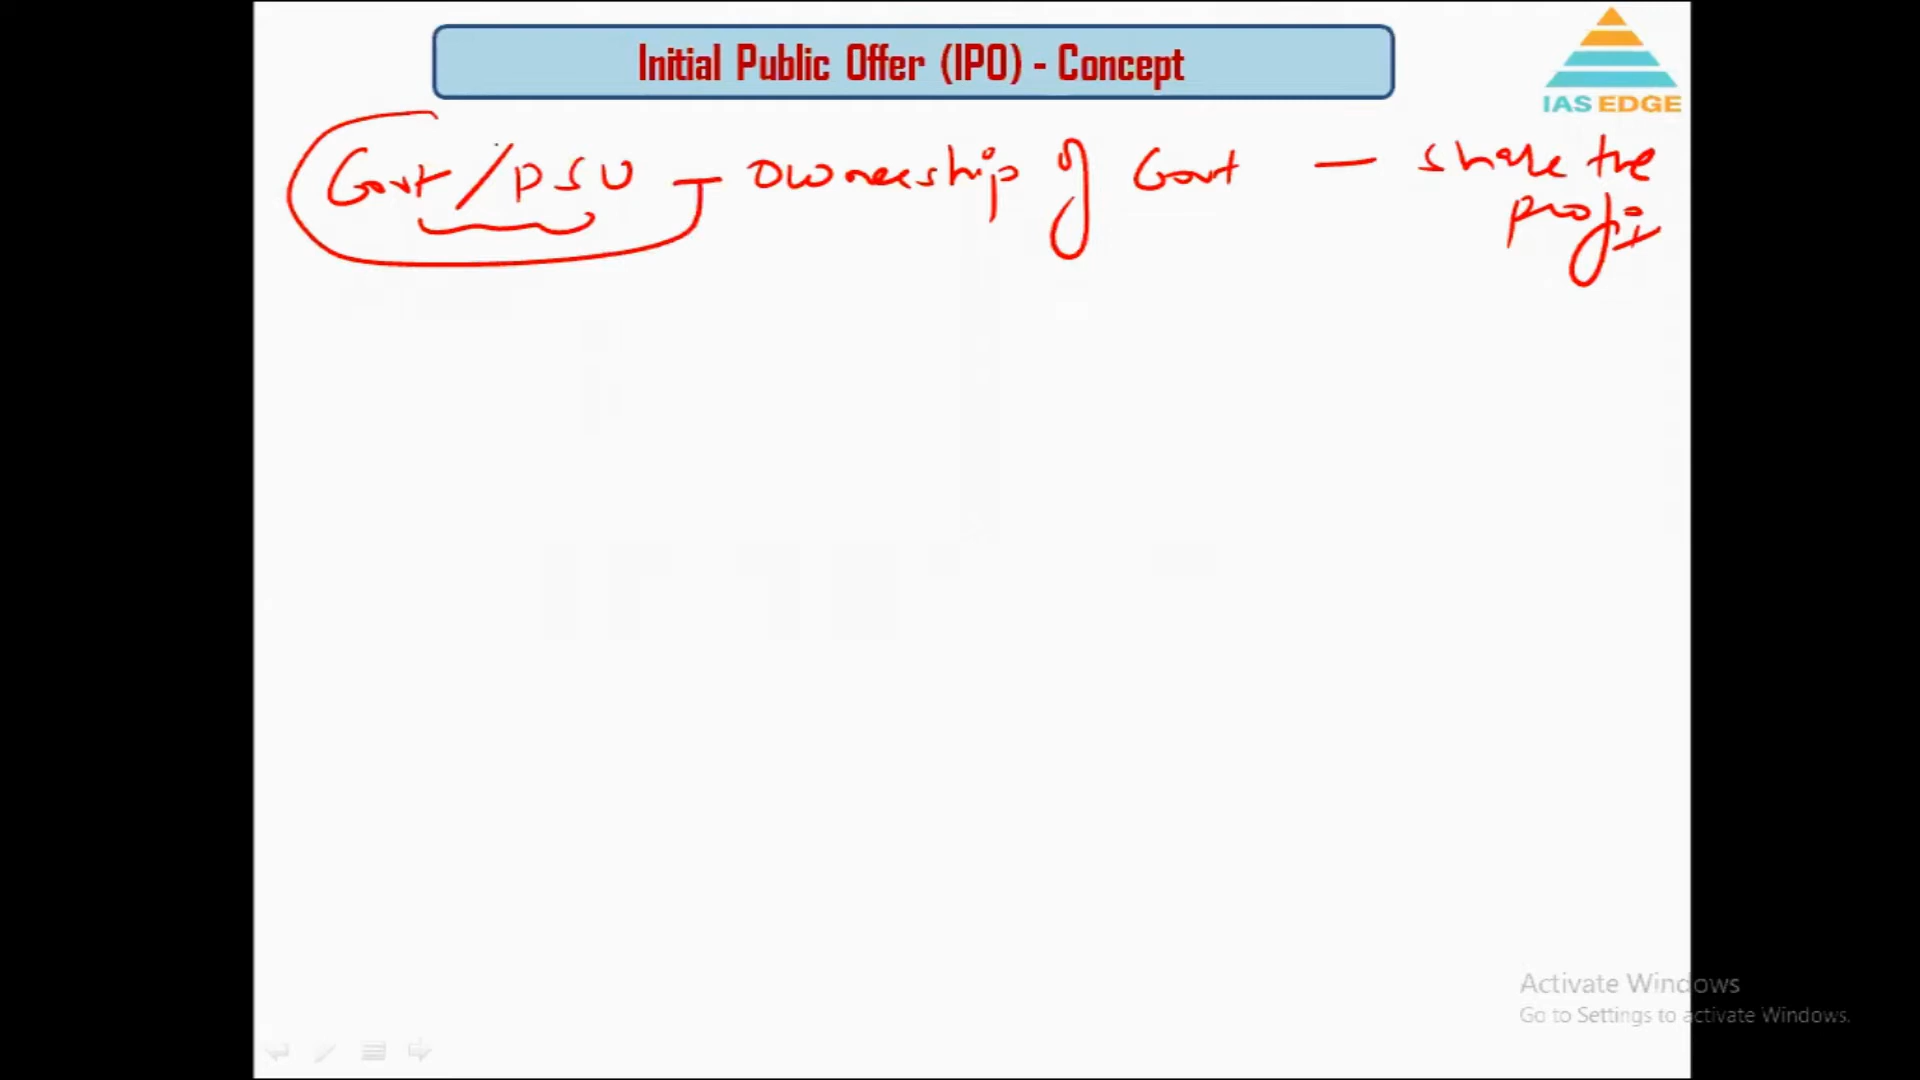 Initial Public Offer (IPO) - Concept
IAS EDGE
Govt/PSU - ownership of Govt - share the
profit
Activate Windows
Go to Settings to activate Windows.